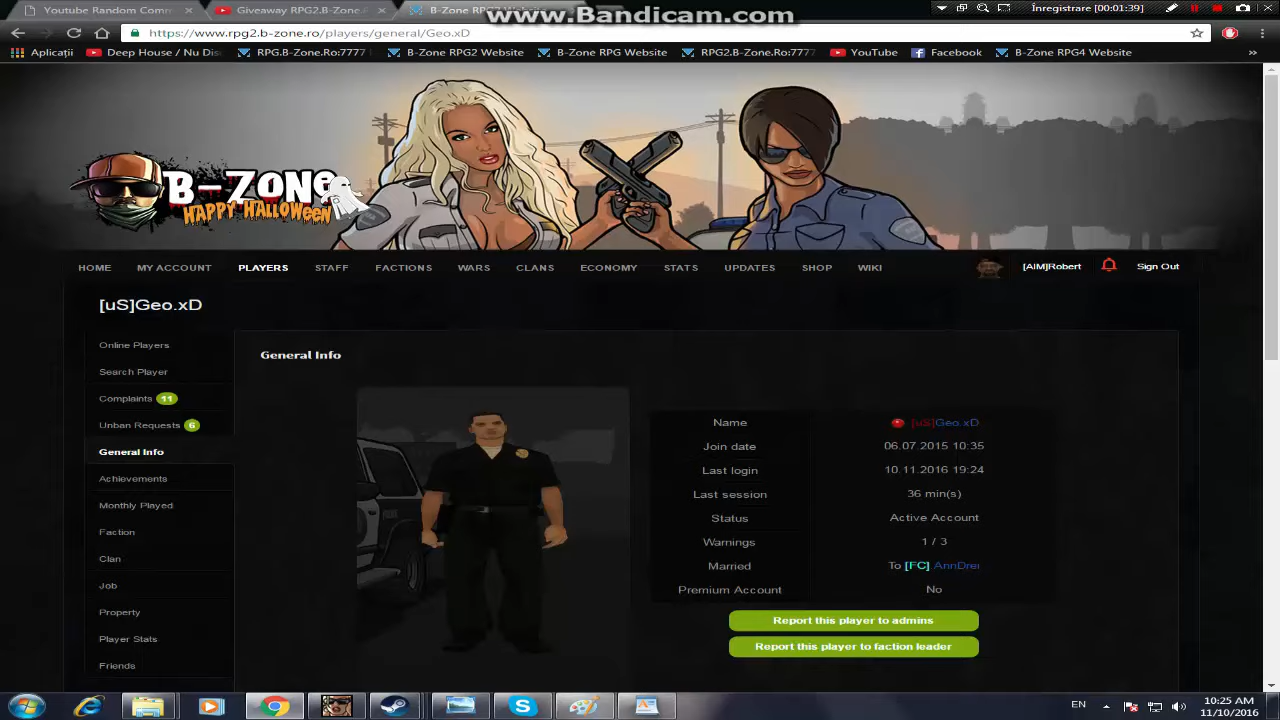 www.Bandicam.com
Înregistrare [00:01:39]
Youtube Random Comm
Giveaway RPG2.B-Zone.
https://www.rpg2.b-zone.ro/players/general/Geo.xD
Aplicații
Deep House / Nu Dis
RPG.B-Zone.Ro:7777
B-Zone RPG2 Website
B-Zone RPG Website
RPG2.B-Zone.Ro:7777
YouTube
Facebook
B-Zone RPG4 Website
»
B-ZONE
HAPPY HALLOWeen
HOME
MY ACCOUNT
PLAYERS
STAFF
FACTIONS
WARS
CLANS
ECONOMY
STATS
UPDATES
SHOP
WIKI
[AIM]Robert
Sign Out
[uS]Geo.xD
Online Players
Search Player
Complaints 11
Unban Requests 6
General Info
Achievements
Monthly Played
Faction
Clan
Job
Property
Player Stats
Friends
General Info
Name [uS]Geo.xD
Join date 06.07.2015 10:35
Last login 10.11.2016 19:24
Last session 36 min(s)
Status Active Account
Warnings 1 / 3
Married To [FC] AnnDrei
Premium Account No
Report this player to admins
Report this player to faction leader
EN
10:25 AM
11/10/2016